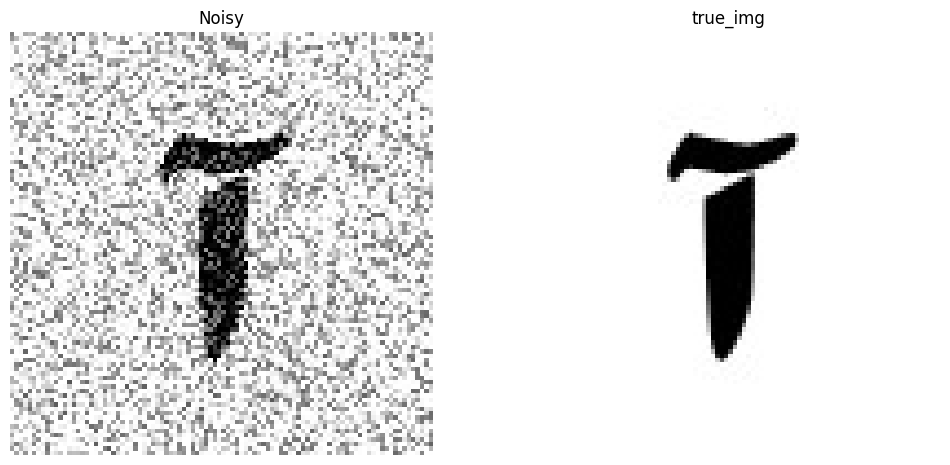 Noisy true_img
آ آ